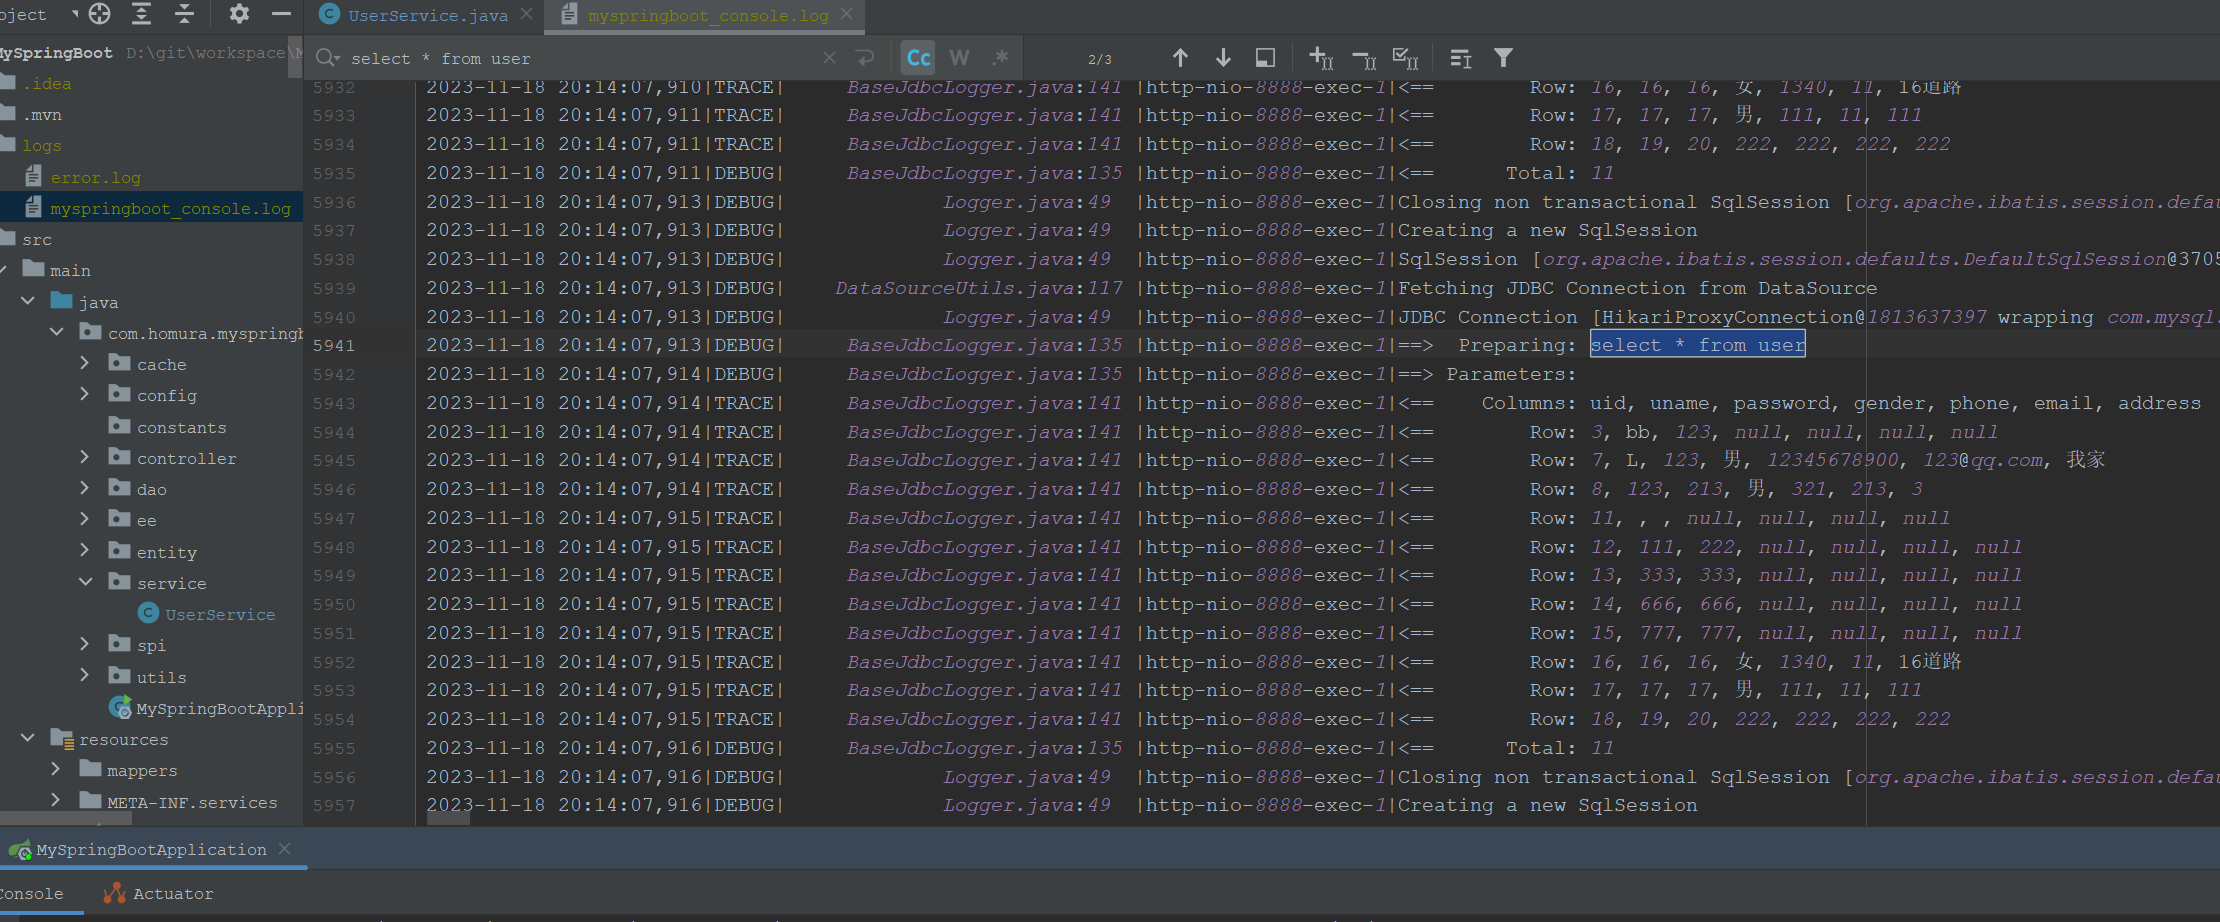 oject
UserService.java
myspringboot_console.log
MySpringBoot D:\git\workspace\M
.idea
.mvn
logs
error.log
myspringboot_console.log
src
main
java
com.homura.myspringb
cache
config
constants
controller
dao
ee
entity
service
UserService
spi
utils
MySpringBootAppli
resources
mappers
META-INF.services
select * from user
Cc W .*
2/3
5932 2023-11-18 20:14:07,910|TRACE| BaseJdbcLogger.java:141 |http-nio-8888-exec-1|<== Row: 16, 16, 16, 女, 1340, 11, 16道路
5933 2023-11-18 20:14:07,911|TRACE| BaseJdbcLogger.java:141 |http-nio-8888-exec-1|<== Row: 17, 17, 17, 男, 111, 11, 111
5934 2023-11-18 20:14:07,911|TRACE| BaseJdbcLogger.java:141 |http-nio-8888-exec-1|<== Row: 18, 19, 20, 222, 222, 222, 222
5935 2023-11-18 20:14:07,911|DEBUG| BaseJdbcLogger.java:135 |http-nio-8888-exec-1|<== Total: 11
5936 2023-11-18 20:14:07,913|DEBUG| Logger.java:49 |http-nio-8888-exec-1|Closing non transactional SqlSession [org.apache.ibatis.session.defau
5937 2023-11-18 20:14:07,913|DEBUG| Logger.java:49 |http-nio-8888-exec-1|Creating a new SqlSession
5938 2023-11-18 20:14:07,913|DEBUG| Logger.java:49 |http-nio-8888-exec-1|SqlSession [org.apache.ibatis.session.defaults.DefaultSqlSession@3705
5939 2023-11-18 20:14:07,913|DEBUG| DataSourceUtils.java:117 |http-nio-8888-exec-1|Fetching JDBC Connection from DataSource
5940 2023-11-18 20:14:07,913|DEBUG| Logger.java:49 |http-nio-8888-exec-1|JDBC Connection [HikariProxyConnection@1813637397 wrapping com.mysql.
5941 2023-11-18 20:14:07,913|DEBUG| BaseJdbcLogger.java:135 |http-nio-8888-exec-1|==> Preparing: select * from user
5942 2023-11-18 20:14:07,914|DEBUG| BaseJdbcLogger.java:135 |http-nio-8888-exec-1|==> Parameters:
5943 2023-11-18 20:14:07,914|TRACE| BaseJdbcLogger.java:141 |http-nio-8888-exec-1|<== Columns: uid, uname, password, gender, phone, email, address
5944 2023-11-18 20:14:07,914|TRACE| BaseJdbcLogger.java:141 |http-nio-8888-exec-1|<== Row: 3, bb, 123, null, null, null, null
5945 2023-11-18 20:14:07,914|TRACE| BaseJdbcLogger.java:141 |http-nio-8888-exec-1|<== Row: 7, L, 123, 男, 12345678900, 123@qq.com, 我家
5946 2023-11-18 20:14:07,914|TRACE| BaseJdbcLogger.java:141 |http-nio-8888-exec-1|<== Row: 8, 123, 213, 男, 321, 213, 3
5947 2023-11-18 20:14:07,915|TRACE| BaseJdbcLogger.java:141 |http-nio-8888-exec-1|<== Row: 11, , , null, null, null, null
5948 2023-11-18 20:14:07,915|TRACE| BaseJdbcLogger.java:141 |http-nio-8888-exec-1|<== Row: 12, 111, 222, null, null, null, null
5949 2023-11-18 20:14:07,915|TRACE| BaseJdbcLogger.java:141 |http-nio-8888-exec-1|<== Row: 13, 333, 333, null, null, null, null
5950 2023-11-18 20:14:07,915|TRACE| BaseJdbcLogger.java:141 |http-nio-8888-exec-1|<== Row: 14, 666, 666, null, null, null, null
5951 2023-11-18 20:14:07,915|TRACE| BaseJdbcLogger.java:141 |http-nio-8888-exec-1|<== Row: 15, 777, 777, null, null, null, null
5952 2023-11-18 20:14:07,915|TRACE| BaseJdbcLogger.java:141 |http-nio-8888-exec-1|<== Row: 16, 16, 16, 女, 1340, 11, 16道路
5953 2023-11-18 20:14:07,915|TRACE| BaseJdbcLogger.java:141 |http-nio-8888-exec-1|<== Row: 17, 17, 17, 男, 111, 11, 111
5954 2023-11-18 20:14:07,915|TRACE| BaseJdbcLogger.java:141 |http-nio-8888-exec-1|<== Row: 18, 19, 20, 222, 222, 222, 222
5955 2023-11-18 20:14:07,916|DEBUG| BaseJdbcLogger.java:135 |http-nio-8888-exec-1|<== Total: 11
5956 2023-11-18 20:14:07,916|DEBUG| Logger.java:49 |http-nio-8888-exec-1|Closing non transactional SqlSession [org.apache.ibatis.session.defau
5957 2023-11-18 20:14:07,916|DEBUG| Logger.java:49 |http-nio-8888-exec-1|Creating a new SqlSession
MySpringBootApplication
Console
Actuator